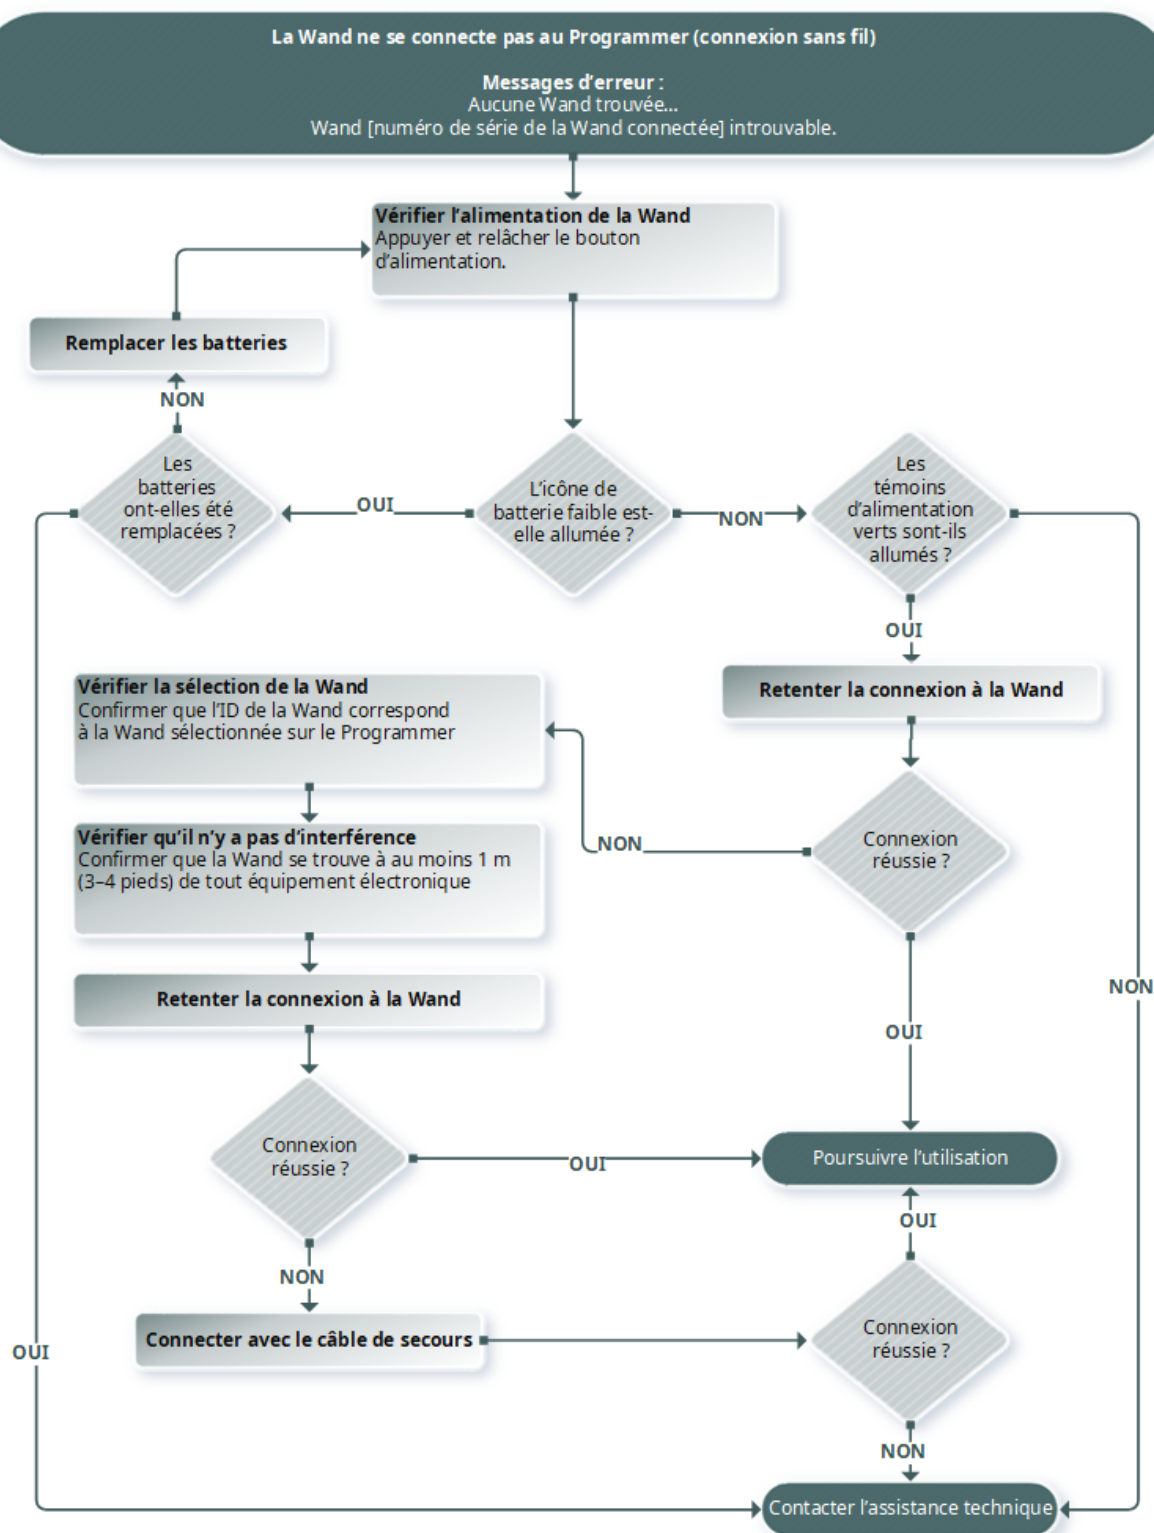 La Wand ne se connecte pas au Programmer (connexion sans fil)
Messages d'erreur :
Aucune Wand trouvée...
Wand [numéro de série de la Wand connectée] introuvable.
Vérifier l'alimentation de la Wand
Appuyer et relâcher le bouton
d'alimentation.
Remplacer les batteries
NON
Les
batteries
ont-elles été
remplacées ?
OUI
L'icône de
batterie faible est-
elle allumée ?
NON
Les
témoins
d'alimentation
verts sont-ils
allumés ?
OUI
Retenter la connexion à la Wand
Vérifier la sélection de la Wand
Confirmer que l'ID de la Wand correspond
à la Wand sélectionnée sur le Programmer
Vérifier qu'il n'y a pas d'interférence
Confirmer que la Wand se trouve à au moins 1 m
(3–4 pieds) de tout équipement électronique
NON
Connexion
réussie ?
Retenter la connexion à la Wand
NON
OUI
Connexion
réussie ?
OUI
Poursuivre l'utilisation
OUI
NON
Connecter avec le câble de secours
Connexion
réussie ?
OUI
NON
Contacter l'assistance technique